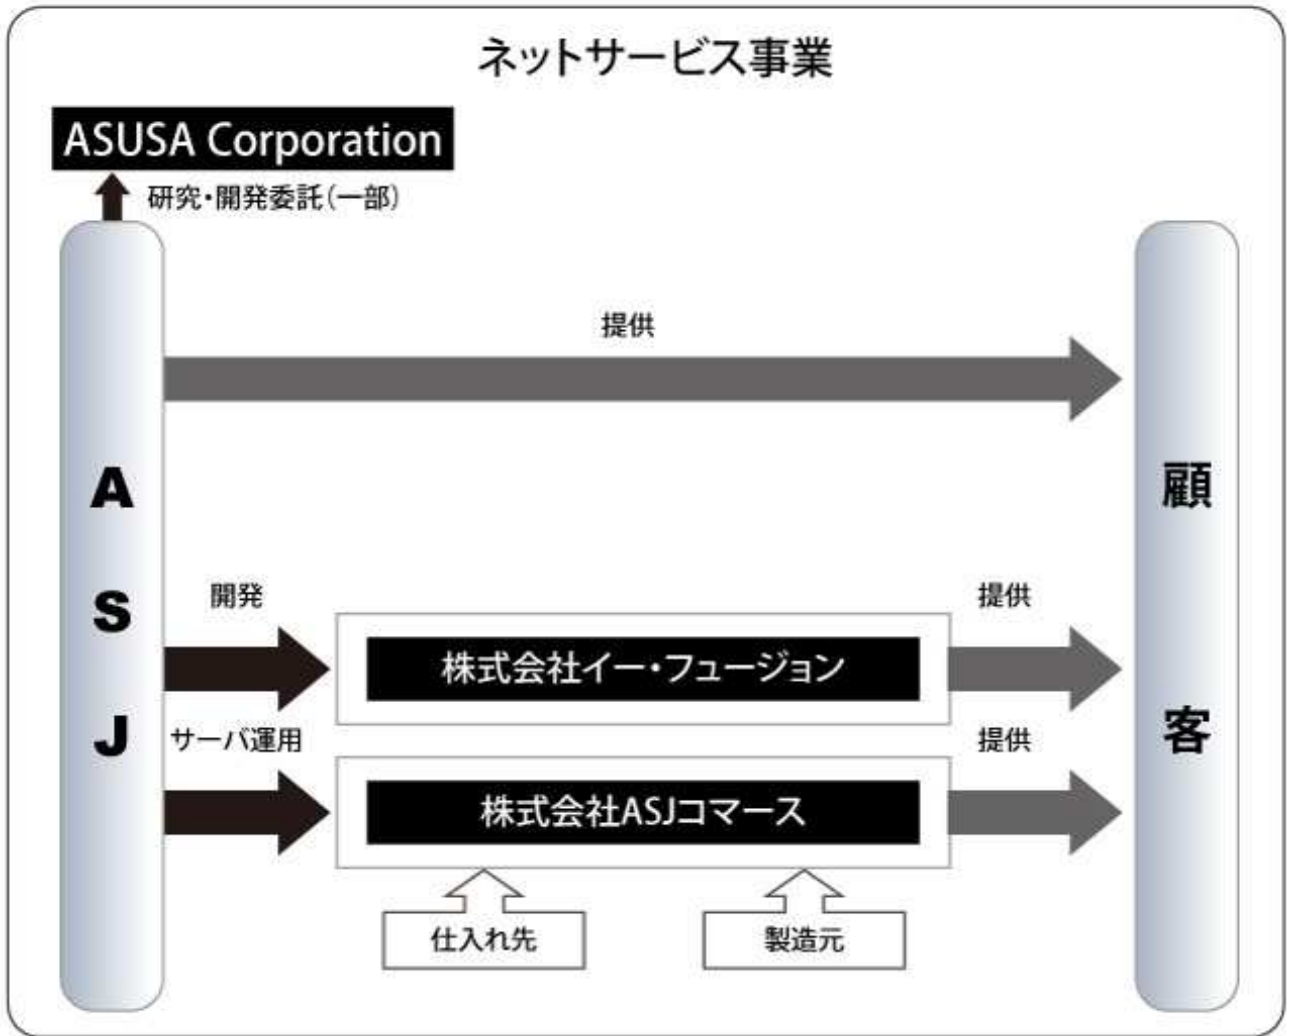 ネットサービス事業
ASUSA Corporation
研究・開発委託(一部)
提供
A
S
J
顧
客
開発
提供
株式会社イー・フュージョン
サーバ運用
提供
株式会社ASJコマース
仕入れ先
製造元